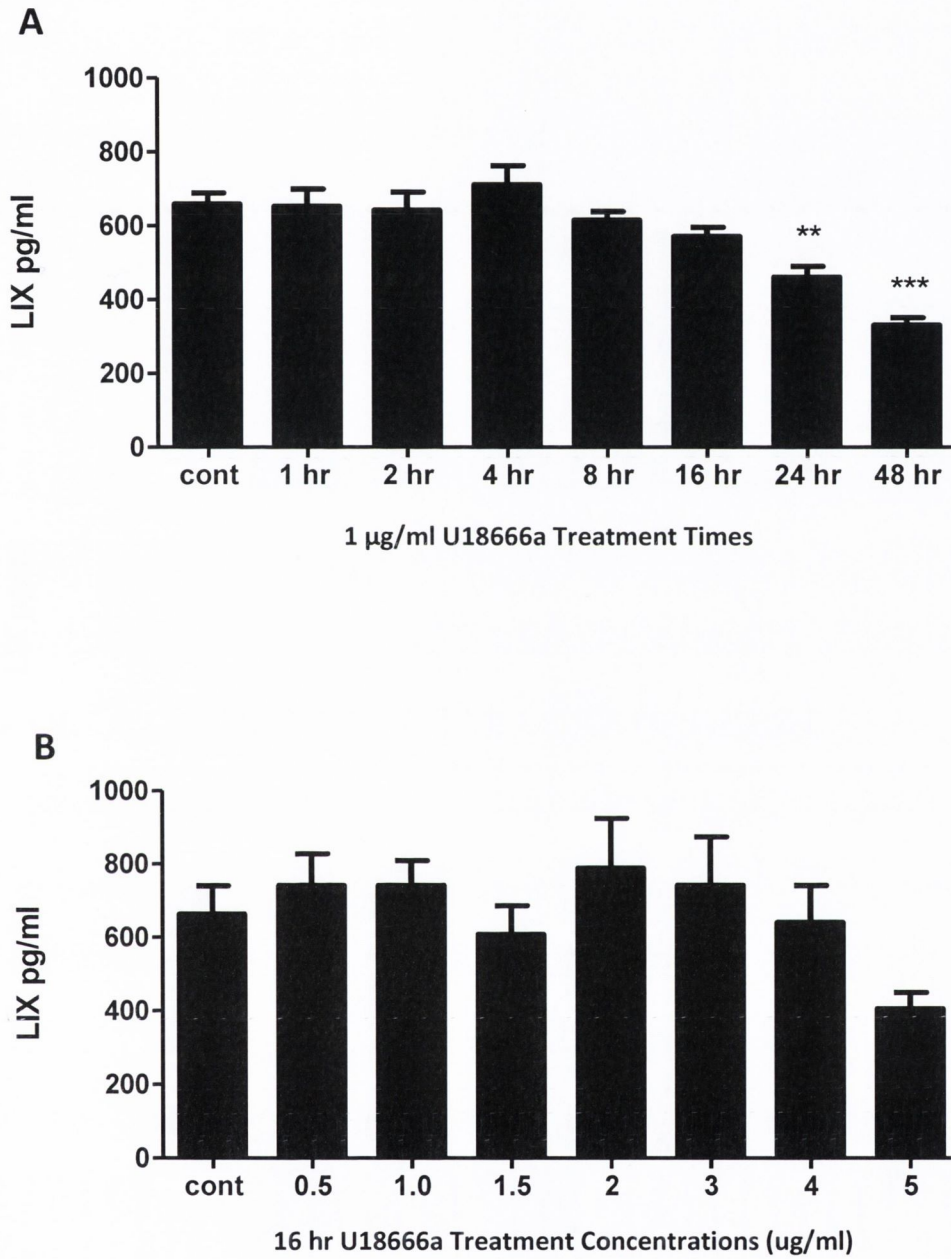 A
1000
800
600
400
200
0
LIX pg/ml
**
***
cont 1 hr 2 hr 4 hr 8 hr 16 hr 24 hr 48 hr
1 µg/ml U18666a Treatment Times
B
1000
800
600
400
200
0
LIX pg/ml
cont 0.5 1.0 1.5 2 3 4 5
16 hr U18666a Treatment Concentrations (ug/ml)